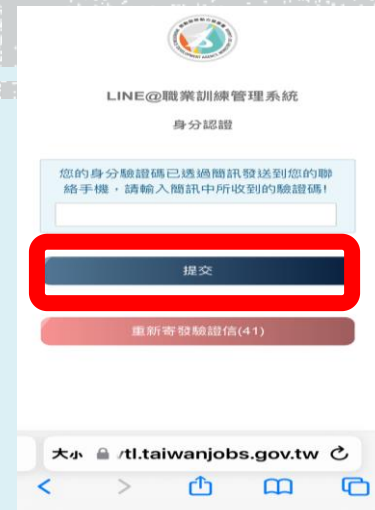 LINE@職業訓練管理系統
身分認證
您的身分驗證碼已透過簡訊發送到您的聯
絡手機，請輸入簡訊中所收到的驗證碼!
提交
重新寄發驗證信(41)
大小 /tl.taiwanjobs.gov.tw